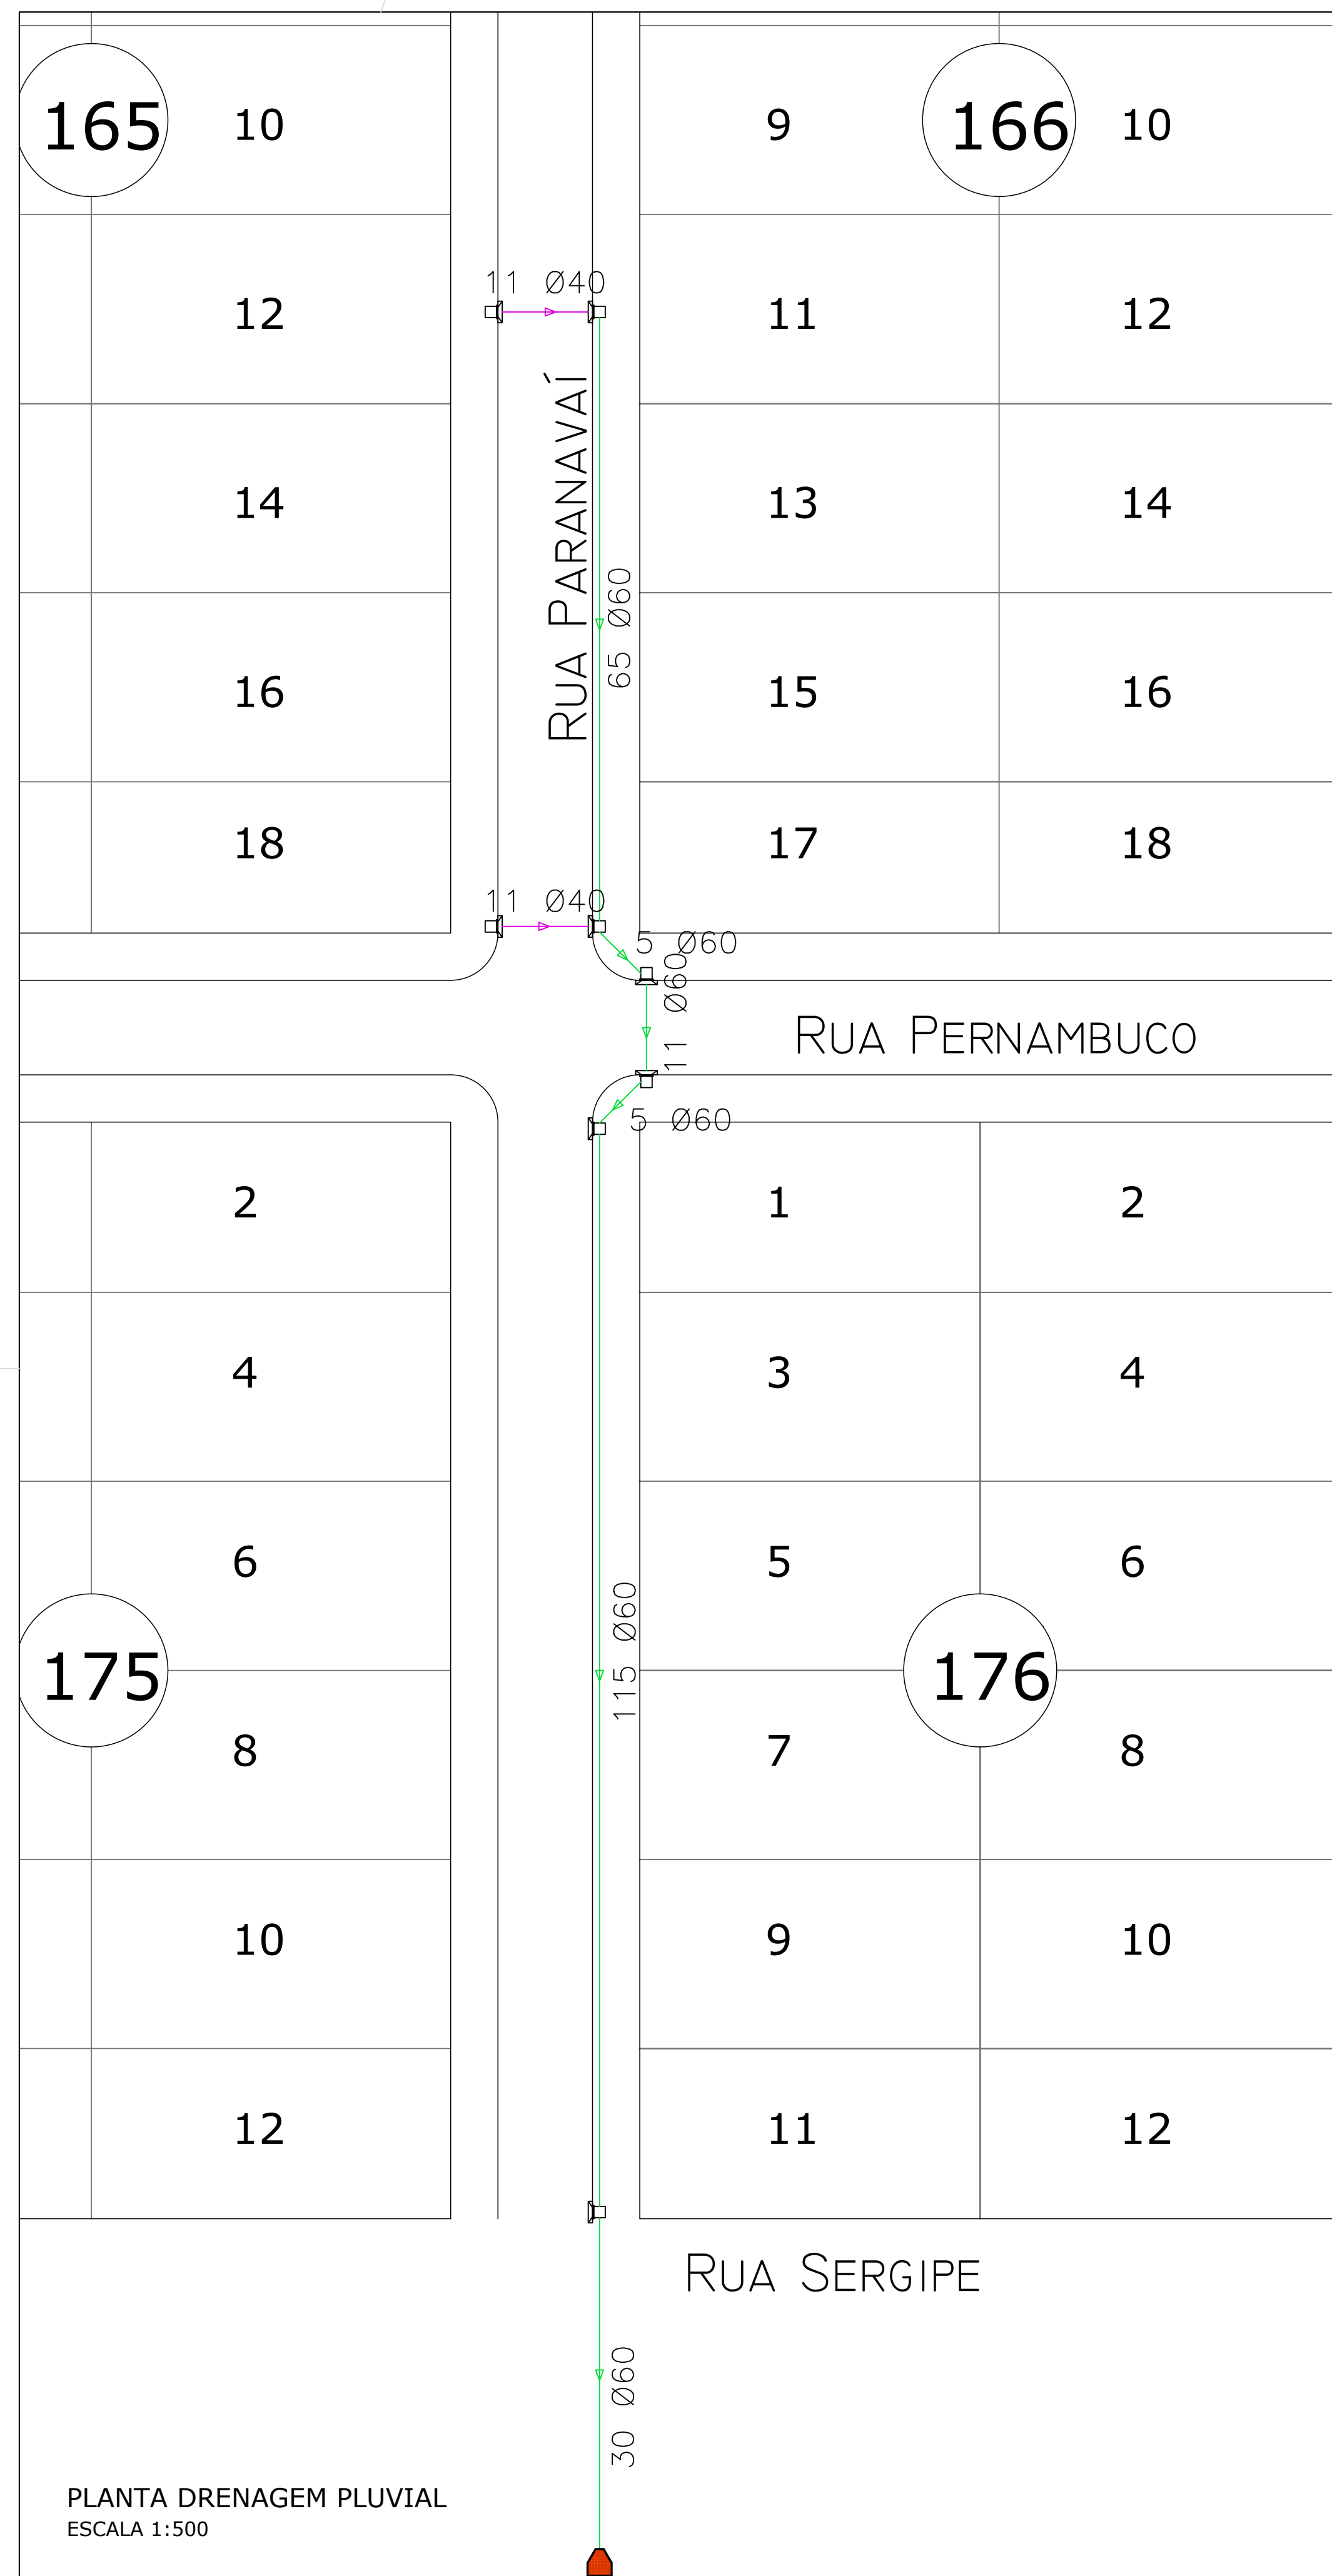 165
10
9
166
10
12
11
12
11 Ø40
RUA PARANAVAÍ
14
13
14
65 Ø60
16
15
16
18
17
18
11 Ø40
5 Ø60
11 Ø60
RUA PERNAMBUCO
5 Ø60
2
1
2
4
3
4
6
5
6
175
115 Ø60
176
8
7
8
10
9
10
12
11
12
RUA SERGIPE
30 Ø60
PLANTA DRENAGEM PLUVIAL
ESCALA 1:500